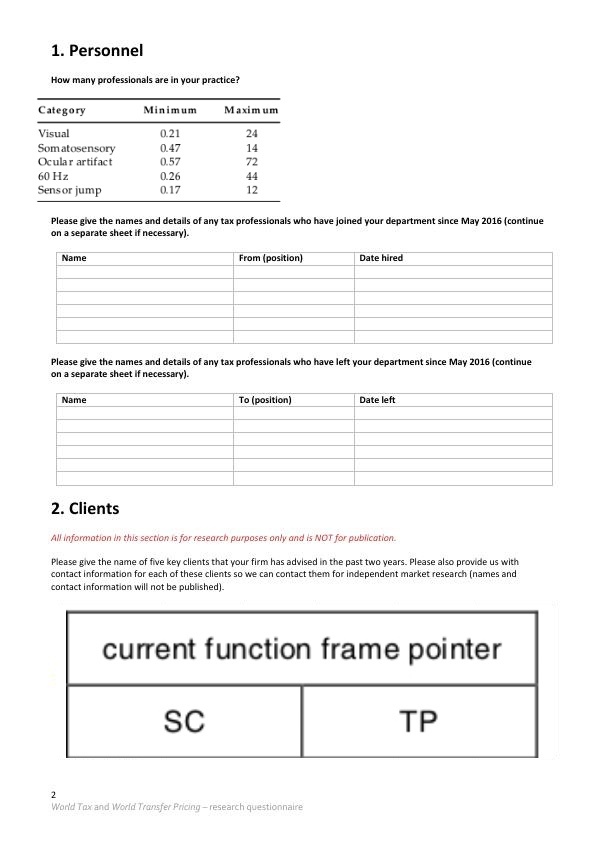 1. Personnel
How many professionals are in your practice?
Category Minimum Maximum
Visual 0.21 24
Somatosensory 0.47 14
Ocular artifact 0.57 72
60 Hz 0.26 44
Sensor jump 0.17 12
Please give the names and details of any tax professionals who have joined your department since May 2016 (continue
on a separate sheet if necessary).
Name From (position) Date hired
Please give the names and details of any tax professionals who have left your department since May 2016 (continue
on a separate sheet if necessary).
Name To (position) Date left
2. Clients
All information in this section is for research purposes only and is NOT for publication.
Please give the name of five key clients that your firm has advised in the past two years. Please also provide us with
contact information for each of these clients so we can contact them for independent market research (names and
contact information will not be published).
current function frame pointer
SC TP
2
World Tax and World Transfer Pricing – research questionnaire